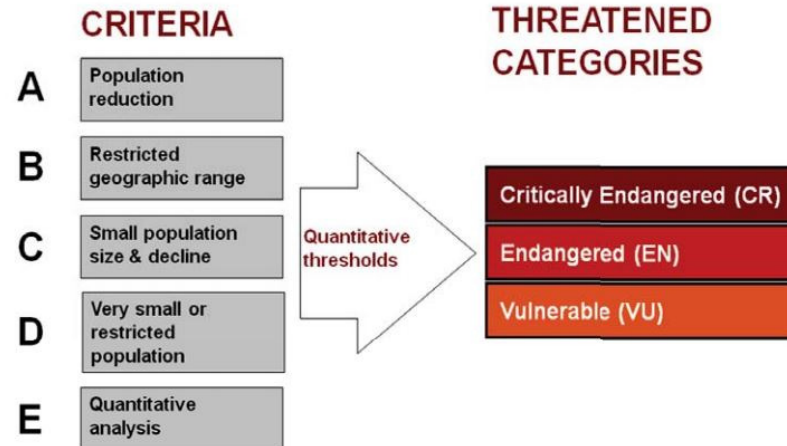 CRITERIA
THREATENED
CATEGORIES
A
Population
reduction
B
Restricted
geographic range
C
Small population
size & decline
D
Very small or
restricted
population
E
Quantitative
analysis
Quantitative
thresholds
Critically Endangered (CR)
Endangered (EN)
Vulnerable (VU)